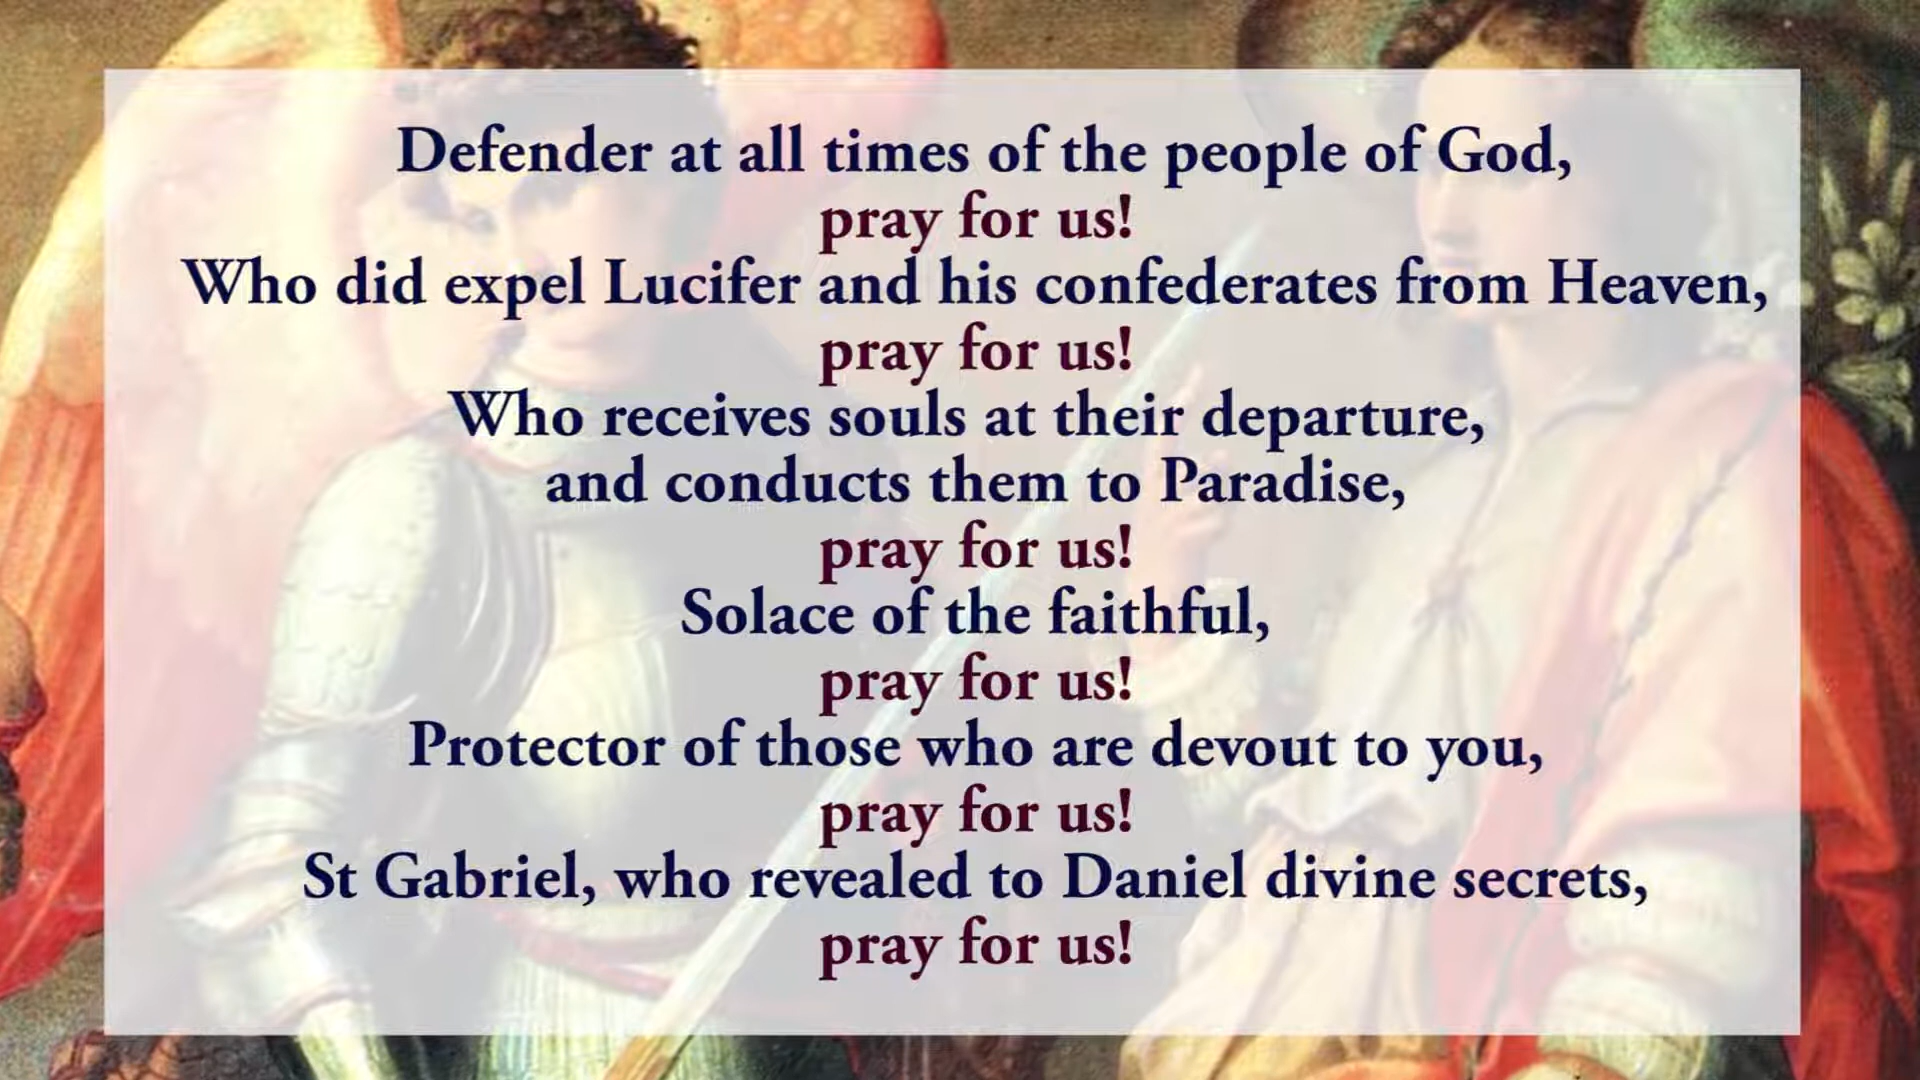 Defender at all times of the people of God,
pray for us!
Who did expel Lucifer and his confederates from Heaven,
pray for us!
Who receives souls at their departure,
and conducts them to Paradise,
pray for us!
Solace of the faithful,
pray for us!
Protector of those who are devout to you,
pray for us!
St Gabriel, who revealed to Daniel divine secrets,
pray for us!